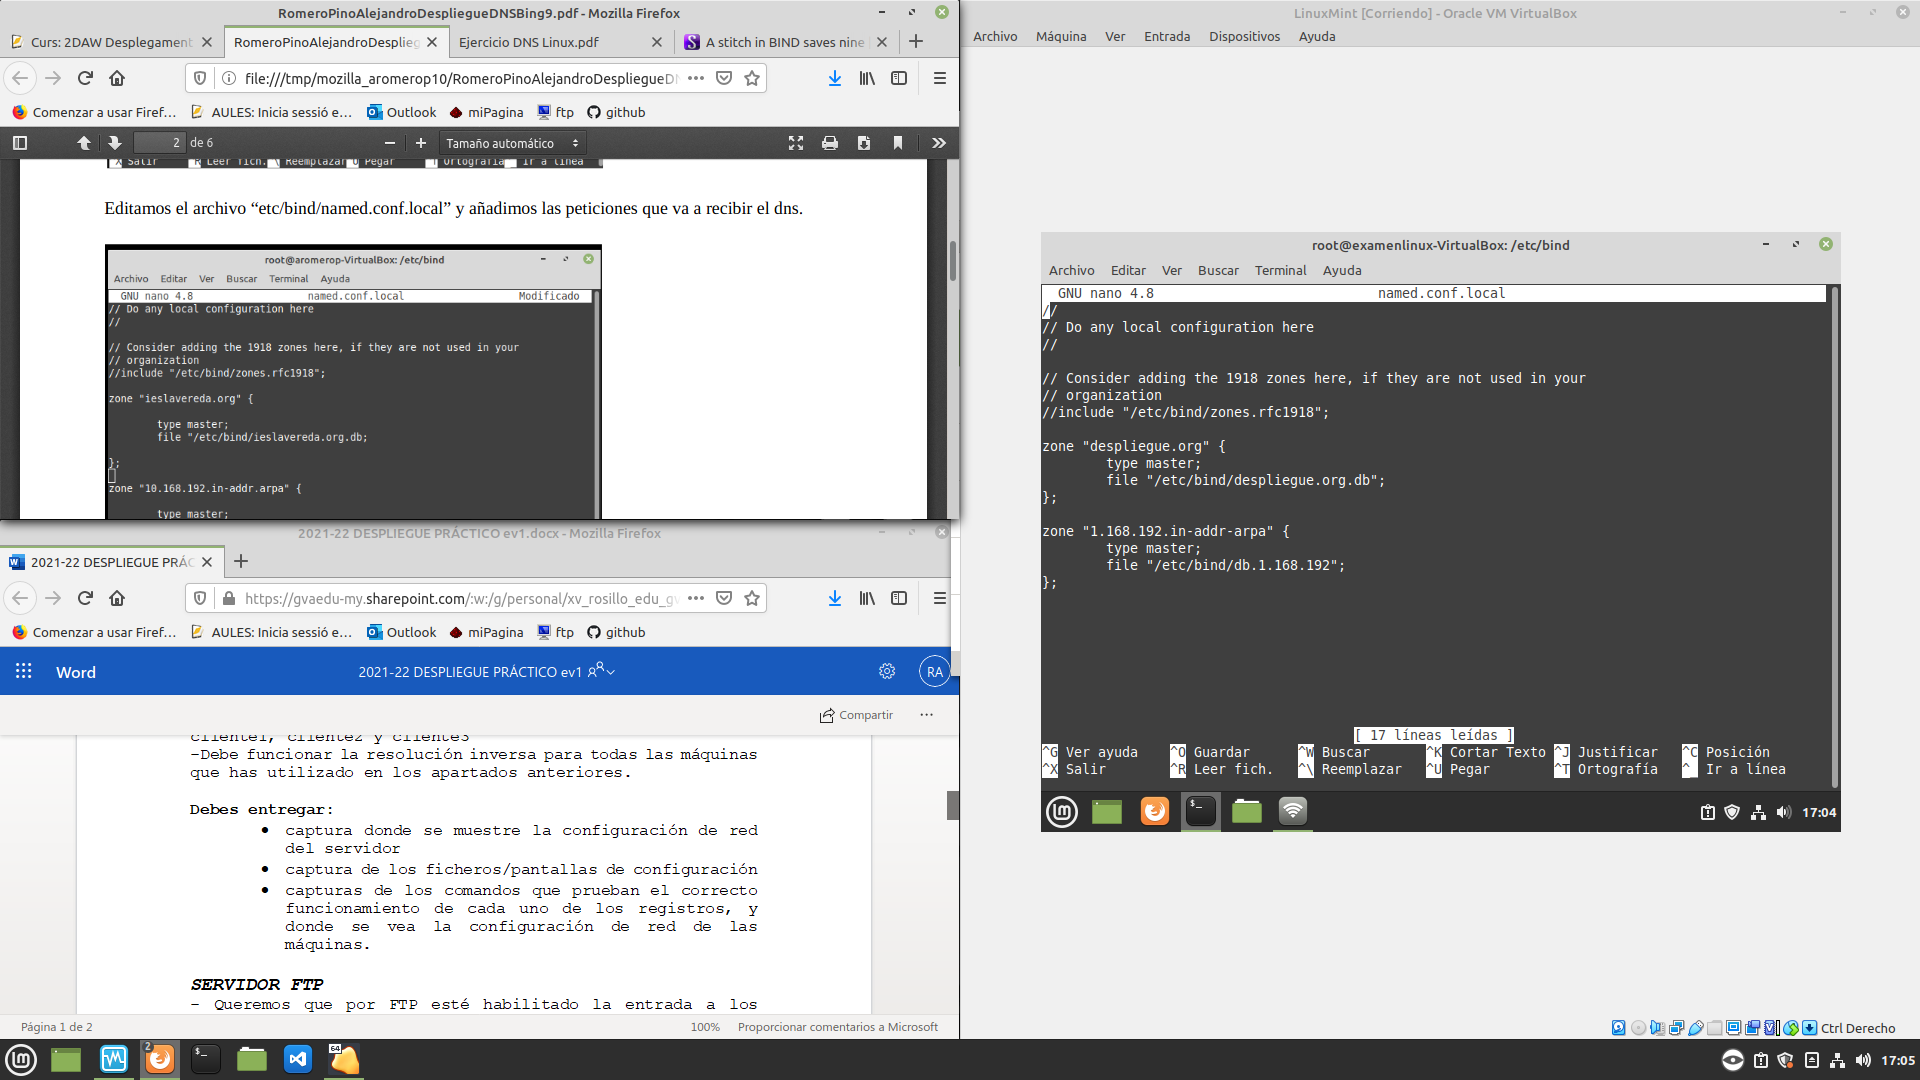 RomeroPinoAlejandroDespliegueDNSBing9.pdf - Mozilla Firefox
Curs: 2DAW Desplegament
RomeroPinoAlejandroDesplieg
Ejercicio DNS Linux.pdf
A stitch in BIND saves nine
file:///tmp/mozilla_aromerop10/RomeroPinoAlejandroDespliegueDN
Comenzar a usar Firef…
AULES: Inicia sessió e…
Outlook
miPagina
ftp
github
2 de 6
Tamaño automático
^X Salir ^R Leer fich. ^\ Reemplazar ^U Pegar ^T Ortografía Ir a línea
Editamos el archivo “etc/bind/named.conf.local” y añadimos las peticiones que va a recibir el dns.
root@aromerop-VirtualBox: /etc/bind
Archivo Editar Ver Buscar Terminal Ayuda
GNU nano 4.8 named.conf.local Modificado
// Do any local configuration here
//
// Consider adding the 1918 zones here, if they are not used in your
// organization
//include "/etc/bind/zones.rfc1918";
zone "ieslavereda.org" {
type master;
file "/etc/bind/ieslavereda.org.db;
};
zone "10.168.192.in-addr.arpa" {
type master;
2021-22 DESPLIEGUE PRÁCTICO ev1.docx - Mozilla Firefox
2021-22 DESPLIEGUE PRÁC
https://gvaedu-my.sharepoint.com/:w:/g/personal/xv_rosillo_edu_gv
Comenzar a usar Firef…
AULES: Inicia sessió e…
Outlook
miPagina
ftp
github
Word
2021-22 DESPLIEGUE PRÁCTICO ev1
RA
Compartir
cliente1, cliente2 y cliente3
-Debe funcionar la resolución inversa para todas las máquinas
que has utilizado en los apartados anteriores.
Debes entregar:
• captura donde se muestre la configuración de red
del servidor
• captura de los ficheros/pantallas de configuración
• capturas de los comandos que prueban el correcto
funcionamiento de cada uno de los registros, y
donde se vea la configuración de red de las
máquinas.
SERVIDOR FTP
- Queremos que por FTP esté habilitado la entrada a los
Página 1 de 2
100%
Proporcionar comentarios a Microsoft
LinuxMint [Corriendo] - Oracle VM VirtualBox
Archivo Máquina Ver Entrada Dispositivos Ayuda
root@examenlinux-VirtualBox: /etc/bind
Archivo Editar Ver Buscar Terminal Ayuda
GNU nano 4.8 named.conf.local
//
// Do any local configuration here
//
// Consider adding the 1918 zones here, if they are not used in your
// organization
//include "/etc/bind/zones.rfc1918";
zone "despliegue.org" {
type master;
file "/etc/bind/despliegue.org.db";
};
zone "1.168.192.in-addr-arpa" {
type master;
file "/etc/bind/db.1.168.192";
};
[ 17 líneas leídas ]
^G Ver ayuda ^O Guardar ^W Buscar ^K Cortar Texto ^J Justificar ^C Posición
^X Salir ^R Leer fich. ^\ Reemplazar ^U Pegar ^T Ortografía ^_ Ir a línea
17:04
Ctrl Derecho
2
64
17:05